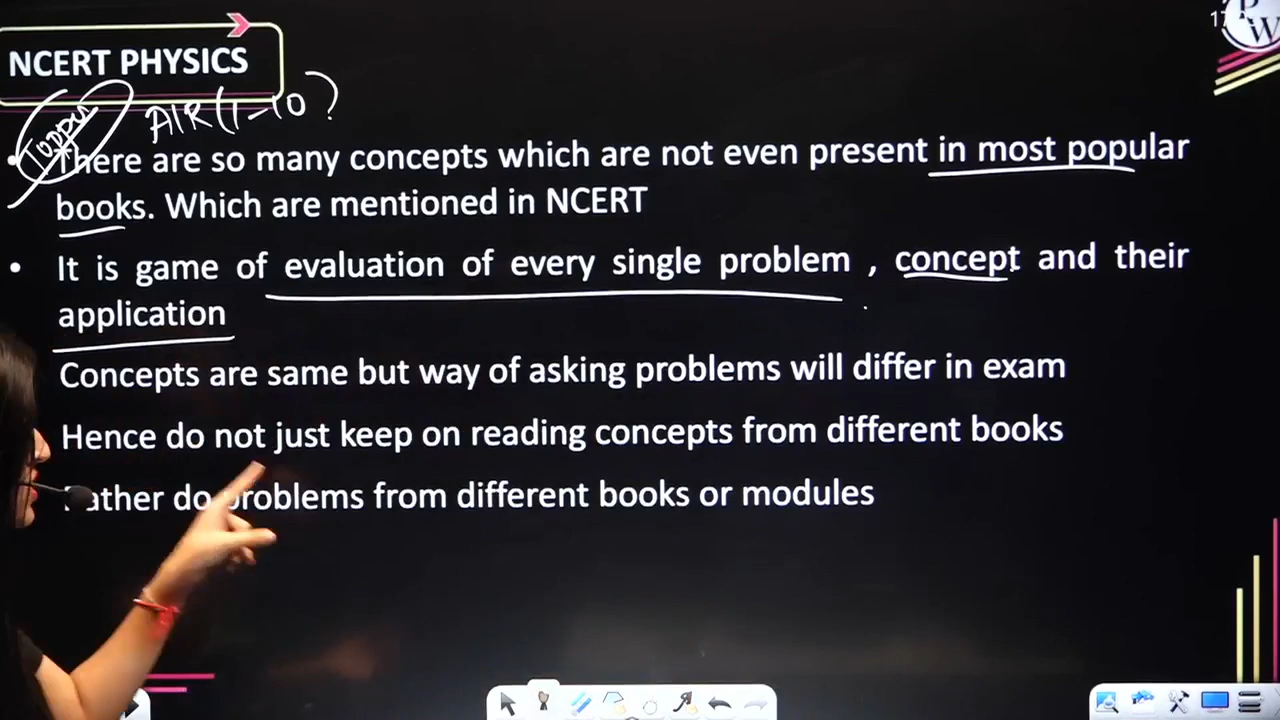 NCERT PHYSICS
P
W
17
Topper AIR (1-10 ?
• There are so many concepts which are not even present in most popular
books. Which are mentioned in NCERT
• It is game of evaluation of every single problem , concept and their
application
Concepts are same but way of asking problems will differ in exam
Hence do not just keep on reading concepts from different books
Rather do problems from different books or modules